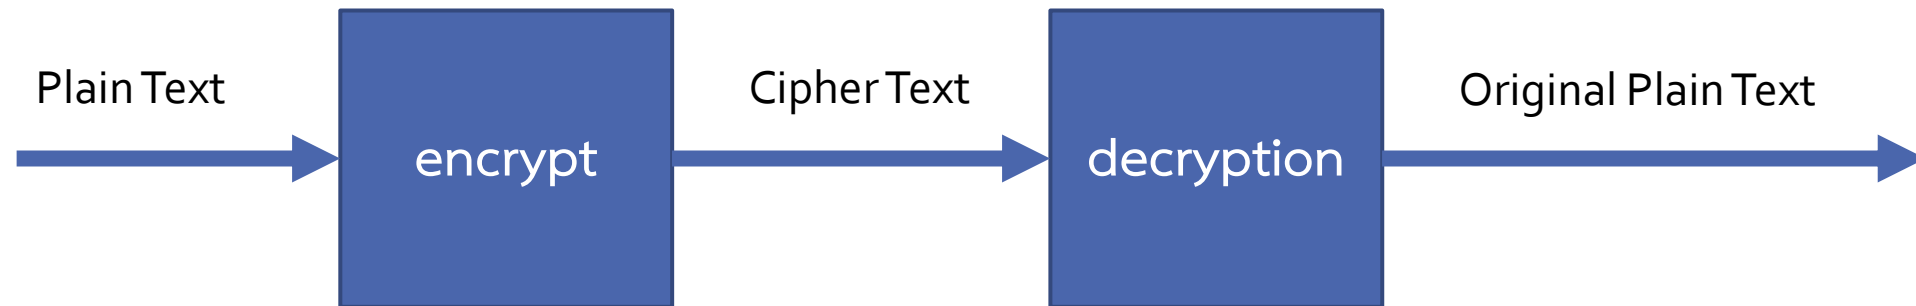 Plain Text
encrypt
Cipher Text
decryption
Original Plain Text